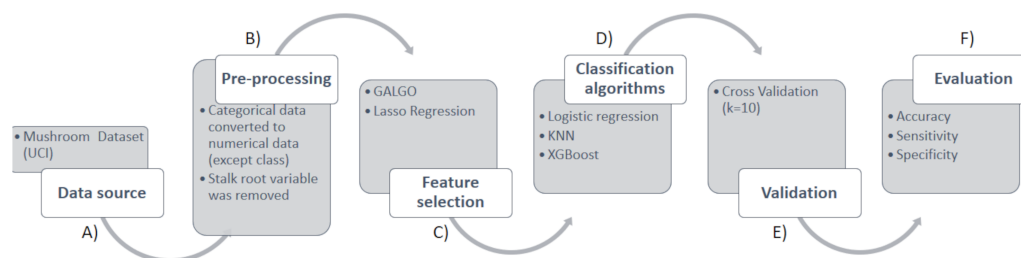 A)
• Mushroom Dataset
(UCI)
Data source
B)
Pre-processing
• Categorical data
converted to
numerical data
(except class)
• Stalk root variable
was removed
C)
• GALGO
• Lasso Regression
Feature
selection
D)
Classification
algorithms
• Logistic regression
• KNN
• XGBoost
E)
• Cross Validation
(k=10)
Validation
F)
Evaluation
• Accuracy
• Sensitivity
• Specificity